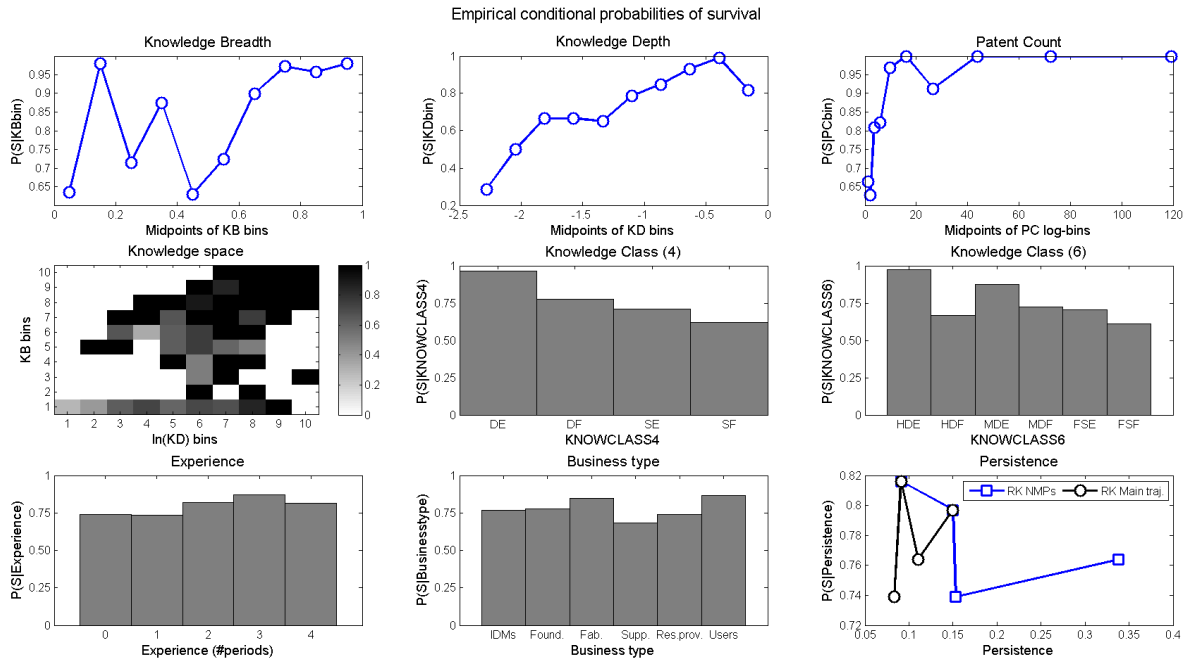 Empirical conditional probabilities of survival
Knowledge Breadth
P(S|KBbin)
0.95
0.9
0.85
0.8
0.75
0.7
0.65
0 0.2 0.4 0.6 0.8 1
Midpoints of KB bins
Knowledge Depth
P(S|KDbin)
1
0.8
0.6
0.4
0.2
-2.5 -2 -1.5 -1 -0.5 0
Midpoints of KD bins
Patent Count
P(S|PCbin)
0.95
0.9
0.85
0.8
0.75
0.7
0.65
0 20 40 60 80 100 120
Midpoints of PC log-bins
Knowledge space
KB bins
10
9
8
7
6
5
4
3
2
1
1 2 3 4 5 6 7 8 9 10
ln(KD) bins
1
0.8
0.6
0.4
0.2
0
Knowledge Class (4)
P(S|KNOWCLASS4)
1
0.75
0.5
0.25
0
DE DF SE SF
KNOWCLASS4
Knowledge Class (6)
P(S|KNOWCLASS6)
1
0.75
0.5
0.25
0
HDE HDF MDE MDF FSE FSF
KNOWCLASS6
Experience
P(S|Experience)
1
0.75
0.50
0.25
0
0 1 2 3 4
Experience (#periods)
Business type
P(S|Businesstype)
1
0.75
0.50
0.25
0
IDMs Found. Fab. Supp. Res.prov. Users
Business type
Persistence
P(S|Persistence)
0.82
0.8
0.78
0.76
0.74
0.72
RK NMPs RK Main traj.
0.05 0.1 0.15 0.2 0.25 0.3 0.35 0.4
Persistence